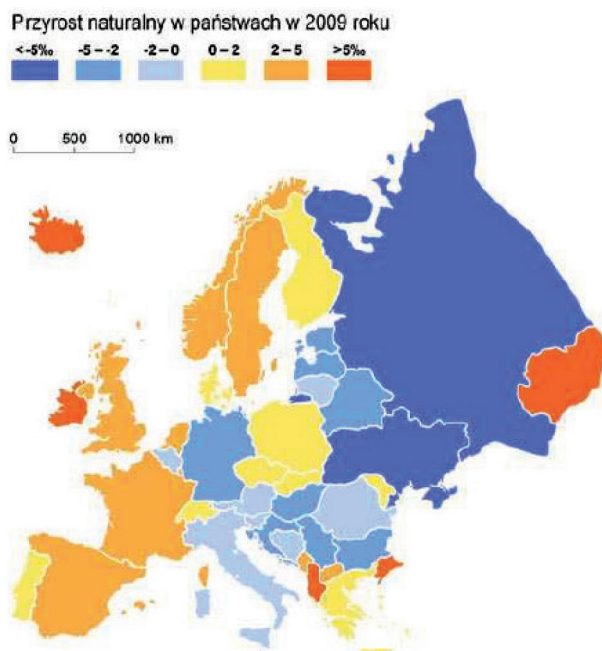 Przyrost naturalny w państwach w 2009 roku
<-5‰ -5 – -2 -2 – 0 0 – 2 2 – 5 >5‰
0 500 1000 km